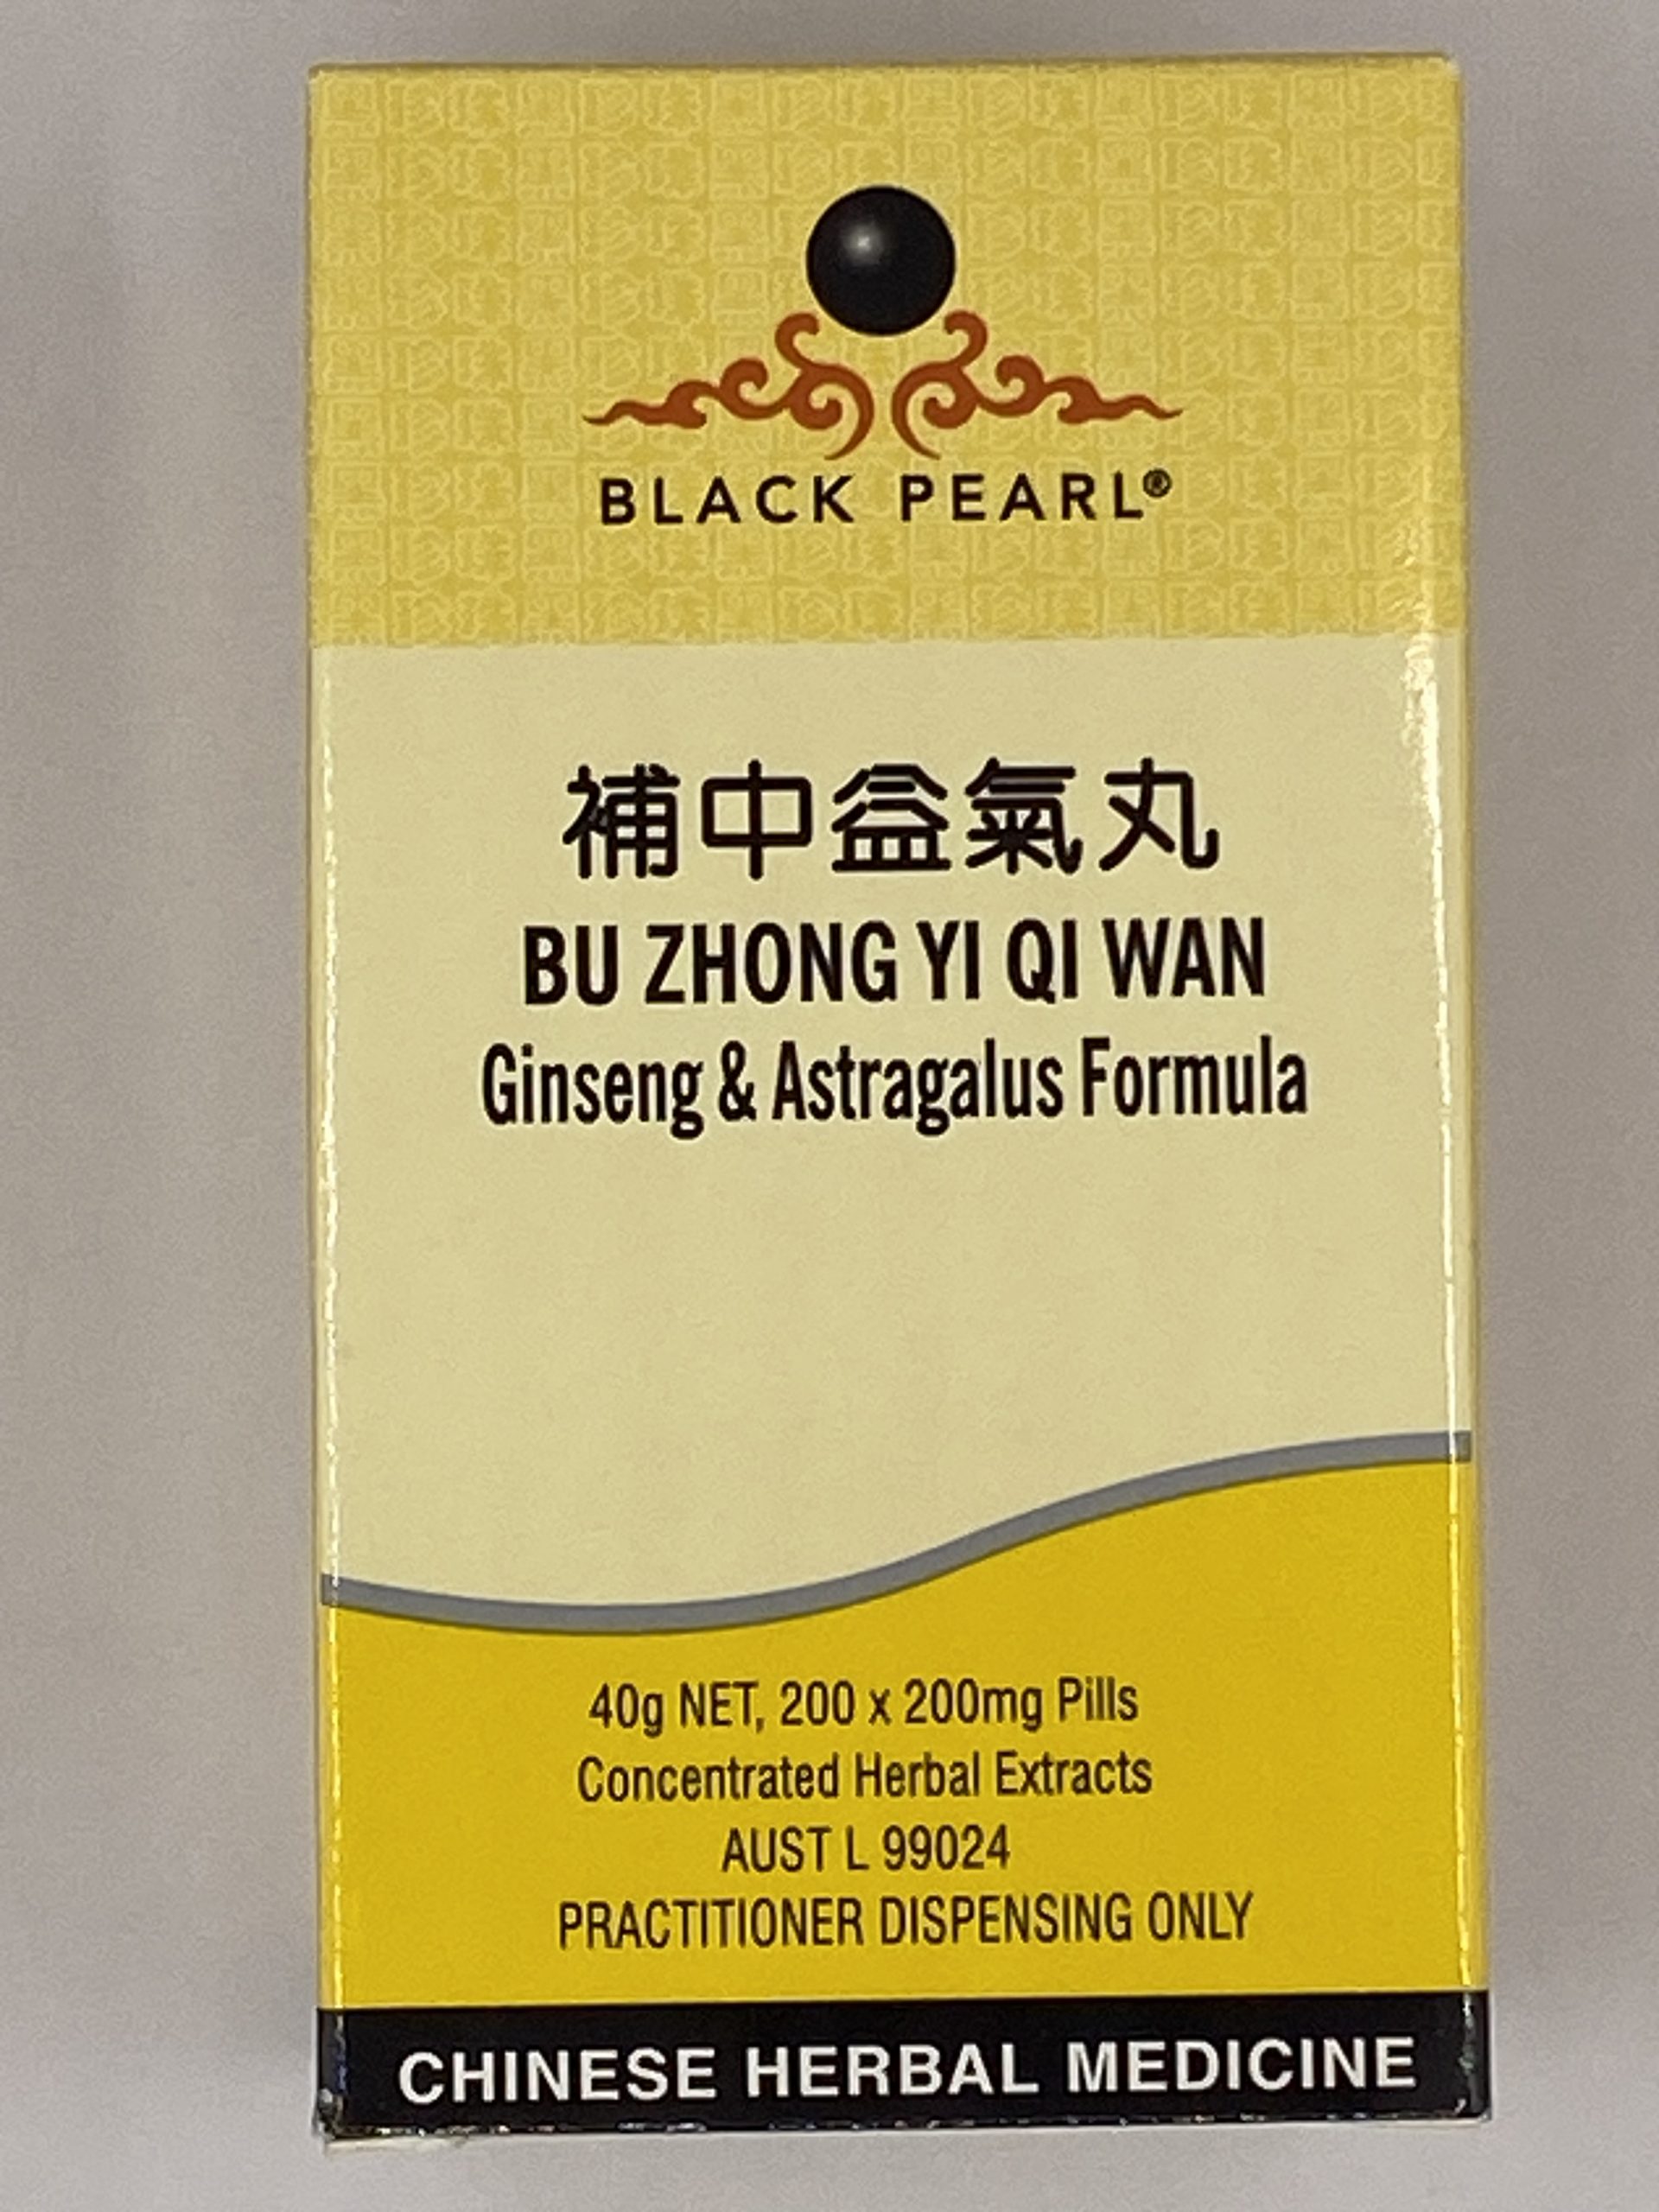 BLACK PEARL®
補中益氣丸
BU ZHONG YI QI WAN
Ginseng & Astragalus Formula
40g NET, 200 x 200mg Pills
Concentrated Herbal Extracts
AUST L 99024
PRACTITIONER DISPENSING ONLY
CHINESE HERBAL MEDICINE